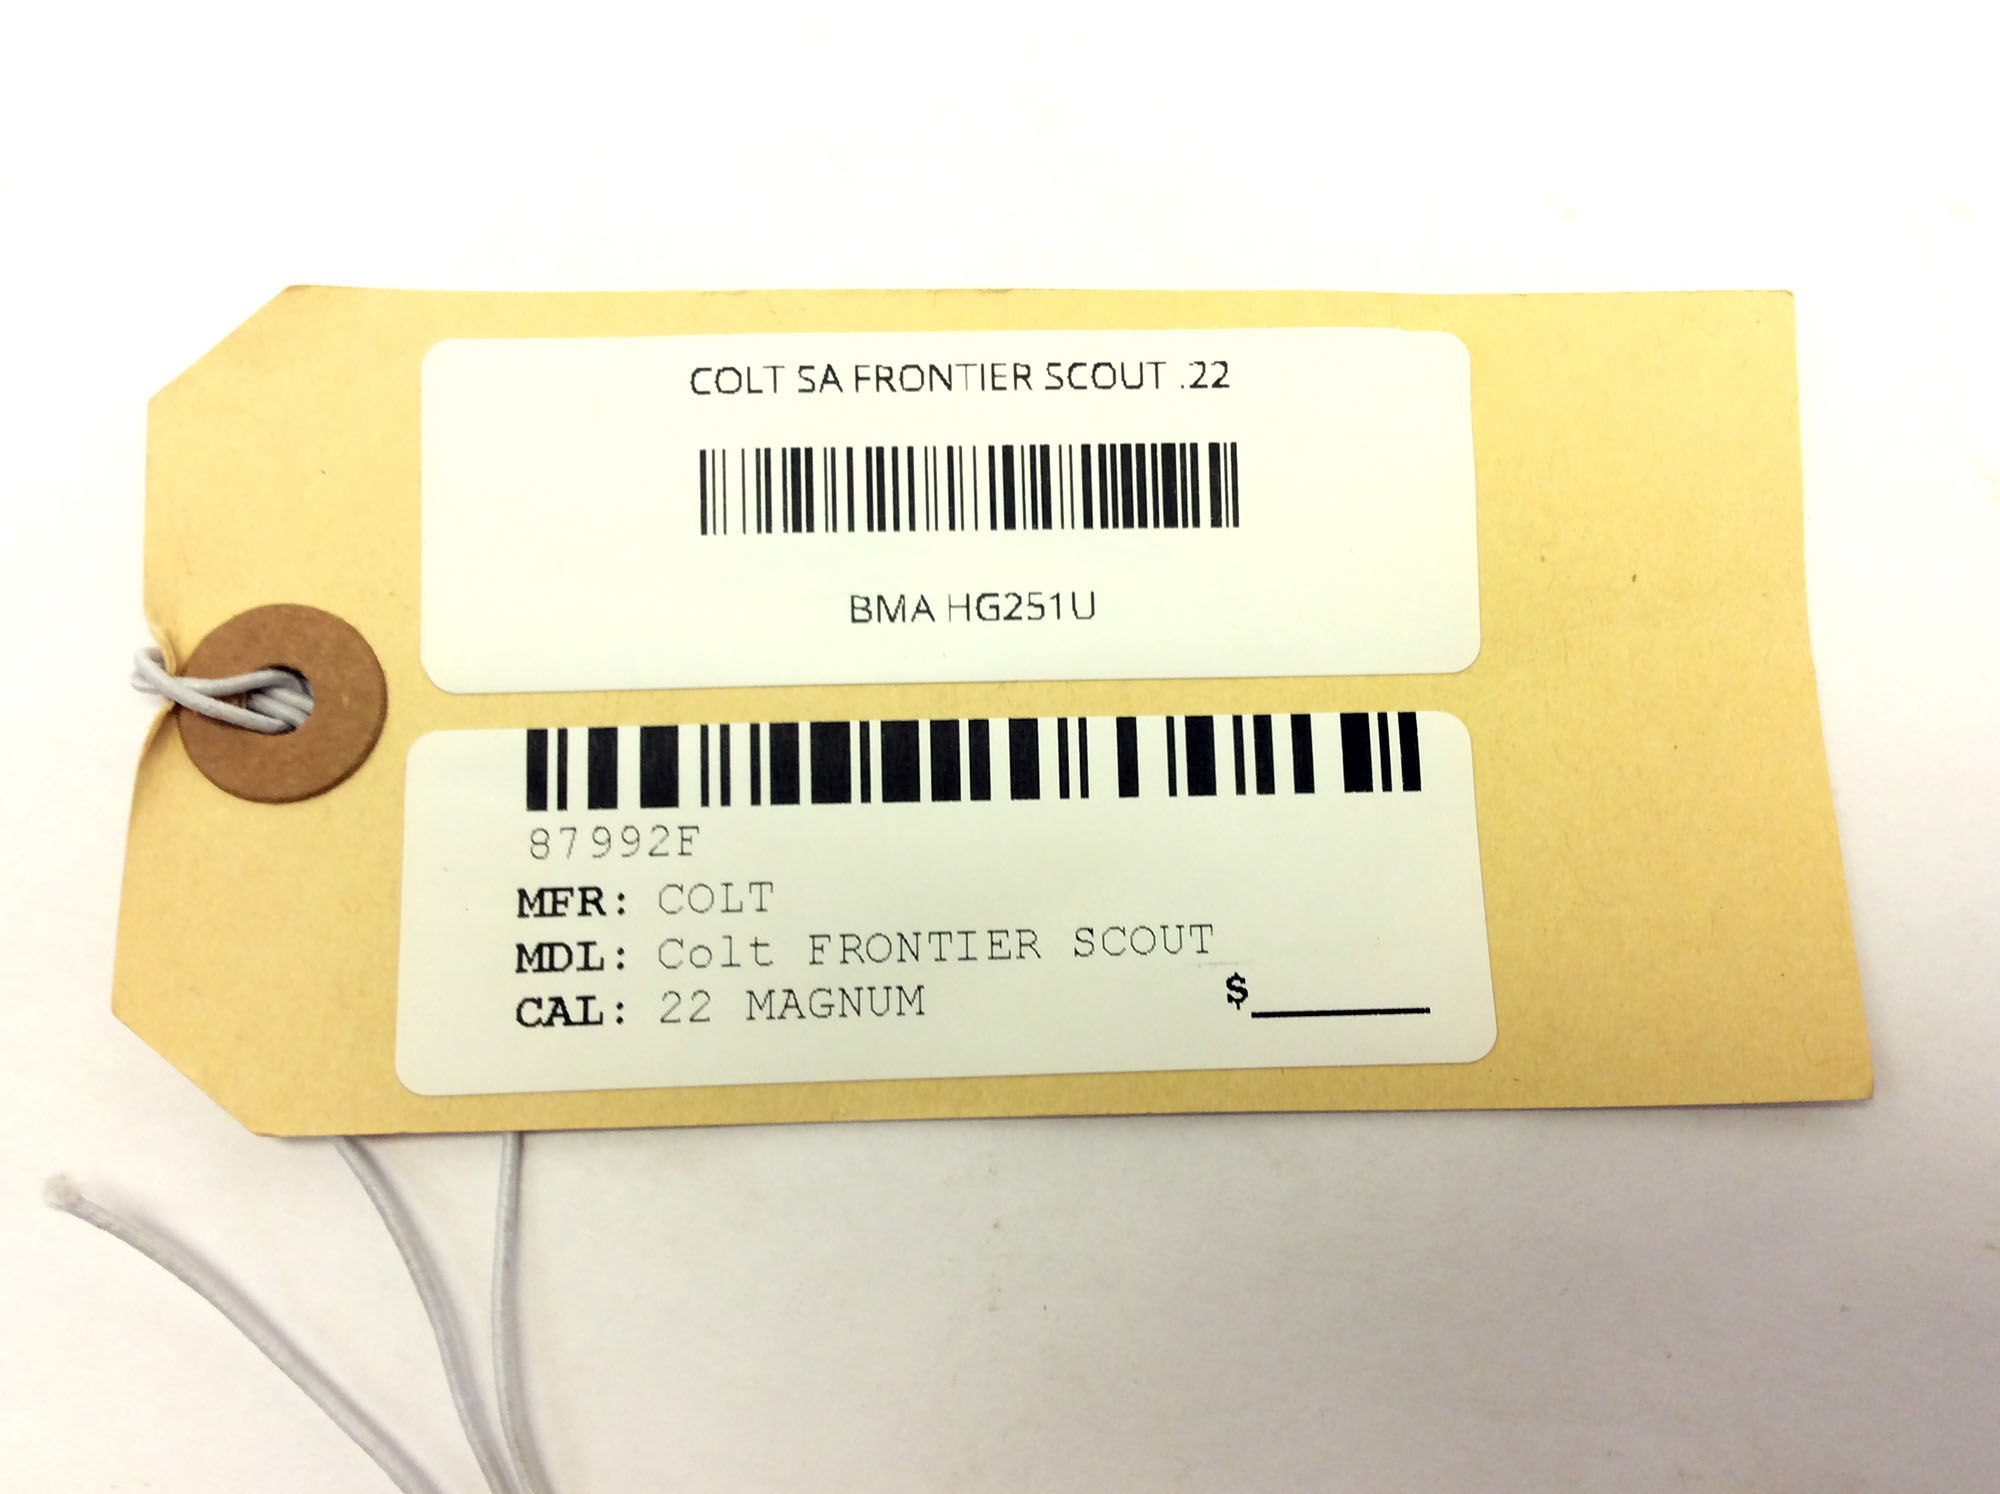 COLT SA FRONTIER SCOUT .22
BMA HG251U
87992F
MFR: COLT
MDL: Colt FRONTIER SCOUT
CAL: 22 MAGNUM
$